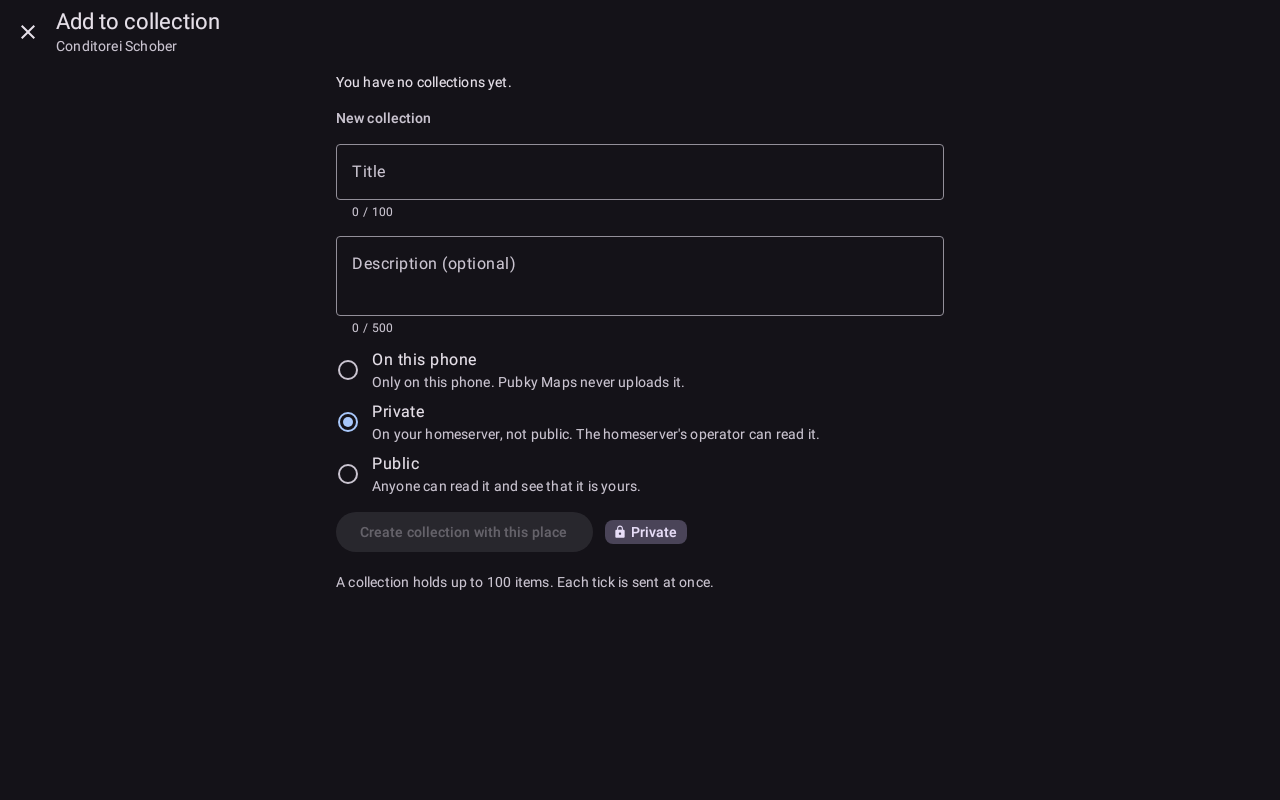 Add to collection
Conditorei Schober
You have no collections yet.
New collection
Title
0 / 100
Description (optional)
0 / 500
On this phone
Only on this phone. Pubky Maps never uploads it.
Private
On your homeserver, not public. The homeserver's operator can read it.
Public
Anyone can read it and see that it is yours.
Create collection with this place
Private
A collection holds up to 100 items. Each tick is sent at once.